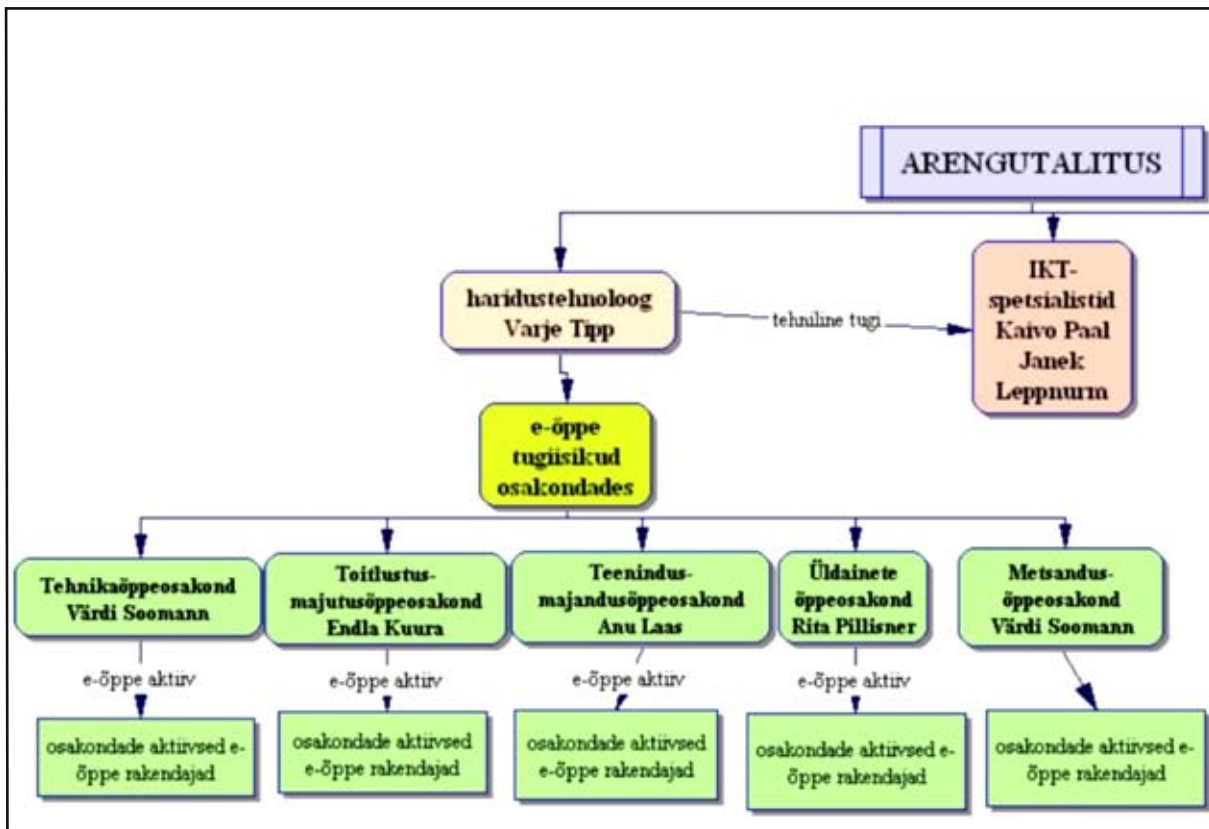 ARENGUTALITUS
haridustehnoloog
Varje Tipp
tehniline tugi
IKT-
spetsialistid
Kaivo Paal
Janek
Leppnurm
e-õppe
tugiisikud
osakondades
Tehnikaõppeosakond
Värdi Soomann
Toitlustus-
majutusõppeosakond
Endla Kuura
Teenindus-
majandusõppeosakond
Anu Laas
Üldainete
õppeosakond
Rita Pillisner
Metsandus-
õppeosakond
Värdi Soomann
e-õppe aktiiv
e-õppe aktiiv
e-õppe aktiiv
e-õppe aktiiv
osakondade aktiivsed e-
õppe rakendajad
osakondade aktiivsed
e-õppe rakendajad
osakondade aktiivsed
e-õppe rakendajad
osakondade aktiivsed e-
õppe rakendajad
osakondade aktiivsed e-
õppe rakendajad